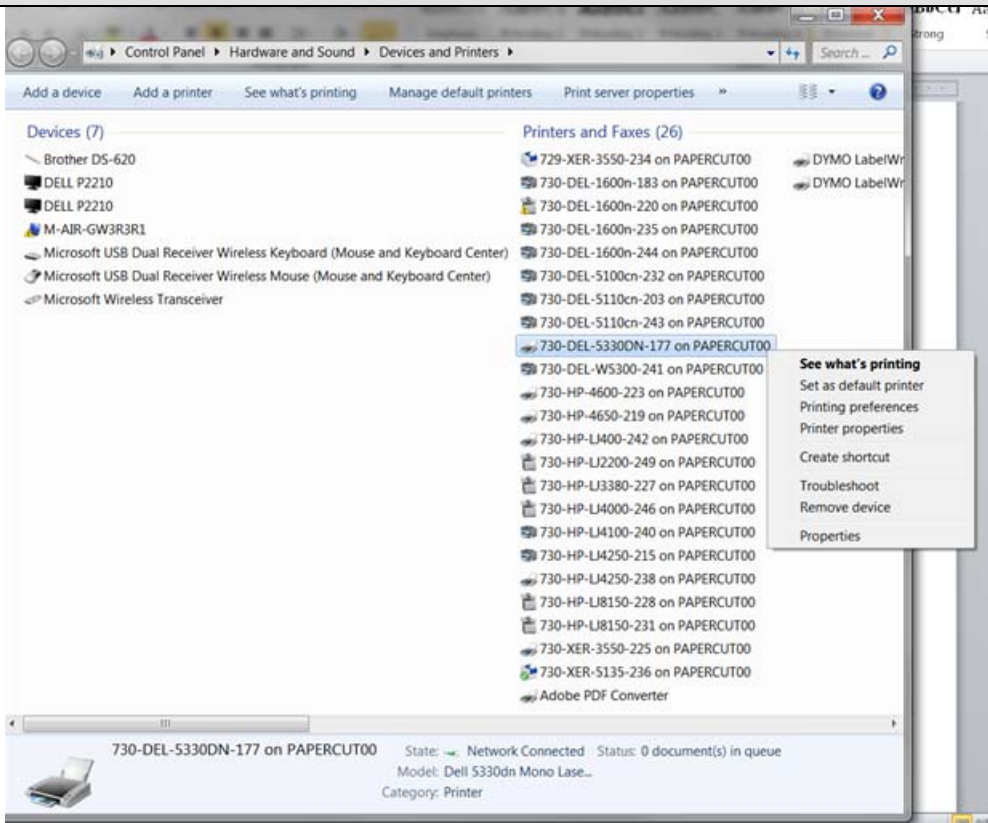 strong
Control Panel ▸ Hardware and Sound ▸ Devices and Printers ▸
Search ...
Add a device Add a printer See what's printing Manage default printers Print server properties »
Devices (7)
Brother DS-620
DELL P2210
DELL P2210
M-AIR-GW3R3R1
Microsoft USB Dual Receiver Wireless Keyboard (Mouse and Keyboard Center)
Microsoft USB Dual Receiver Wireless Mouse (Mouse and Keyboard Center)
Microsoft Wireless Transceiver
Printers and Faxes (26)
729-XER-3550-234 on PAPERCUT00
730-DEL-1600n-183 on PAPERCUT00
730-DEL-1600n-220 on PAPERCUT00
730-DEL-1600n-235 on PAPERCUT00
730-DEL-1600n-244 on PAPERCUT00
730-DEL-5100cn-232 on PAPERCUT00
730-DEL-5110cn-203 on PAPERCUT00
730-DEL-5110cn-243 on PAPERCUT00
730-DEL-5330DN-177 on PAPERCUT00
730-DEL-W5300-241 on PAPERCUT00
730-HP-4600-223 on PAPERCUT00
730-HP-4650-219 on PAPERCUT00
730-HP-LJ400-242 on PAPERCUT00
730-HP-LJ2200-249 on PAPERCUT00
730-HP-LJ3380-227 on PAPERCUT00
730-HP-LJ4000-246 on PAPERCUT00
730-HP-LJ4100-240 on PAPERCUT00
730-HP-LJ4250-215 on PAPERCUT00
730-HP-LJ4250-238 on PAPERCUT00
730-HP-LJ8150-228 on PAPERCUT00
730-HP-LJ8150-231 on PAPERCUT00
730-XER-3550-225 on PAPERCUT00
730-XER-5135-236 on PAPERCUT00
Adobe PDF Converter
DYMO LabelWr
DYMO LabelWr
See what's printing
Set as default printer
Printing preferences
Printer properties
Create shortcut
Troubleshoot
Remove device
Properties
730-DEL-5330DN-177 on PAPERCUT00 State: Network Connected Status: 0 document(s) in queue
Model: Dell 5330dn Mono Lase...
Category: Printer